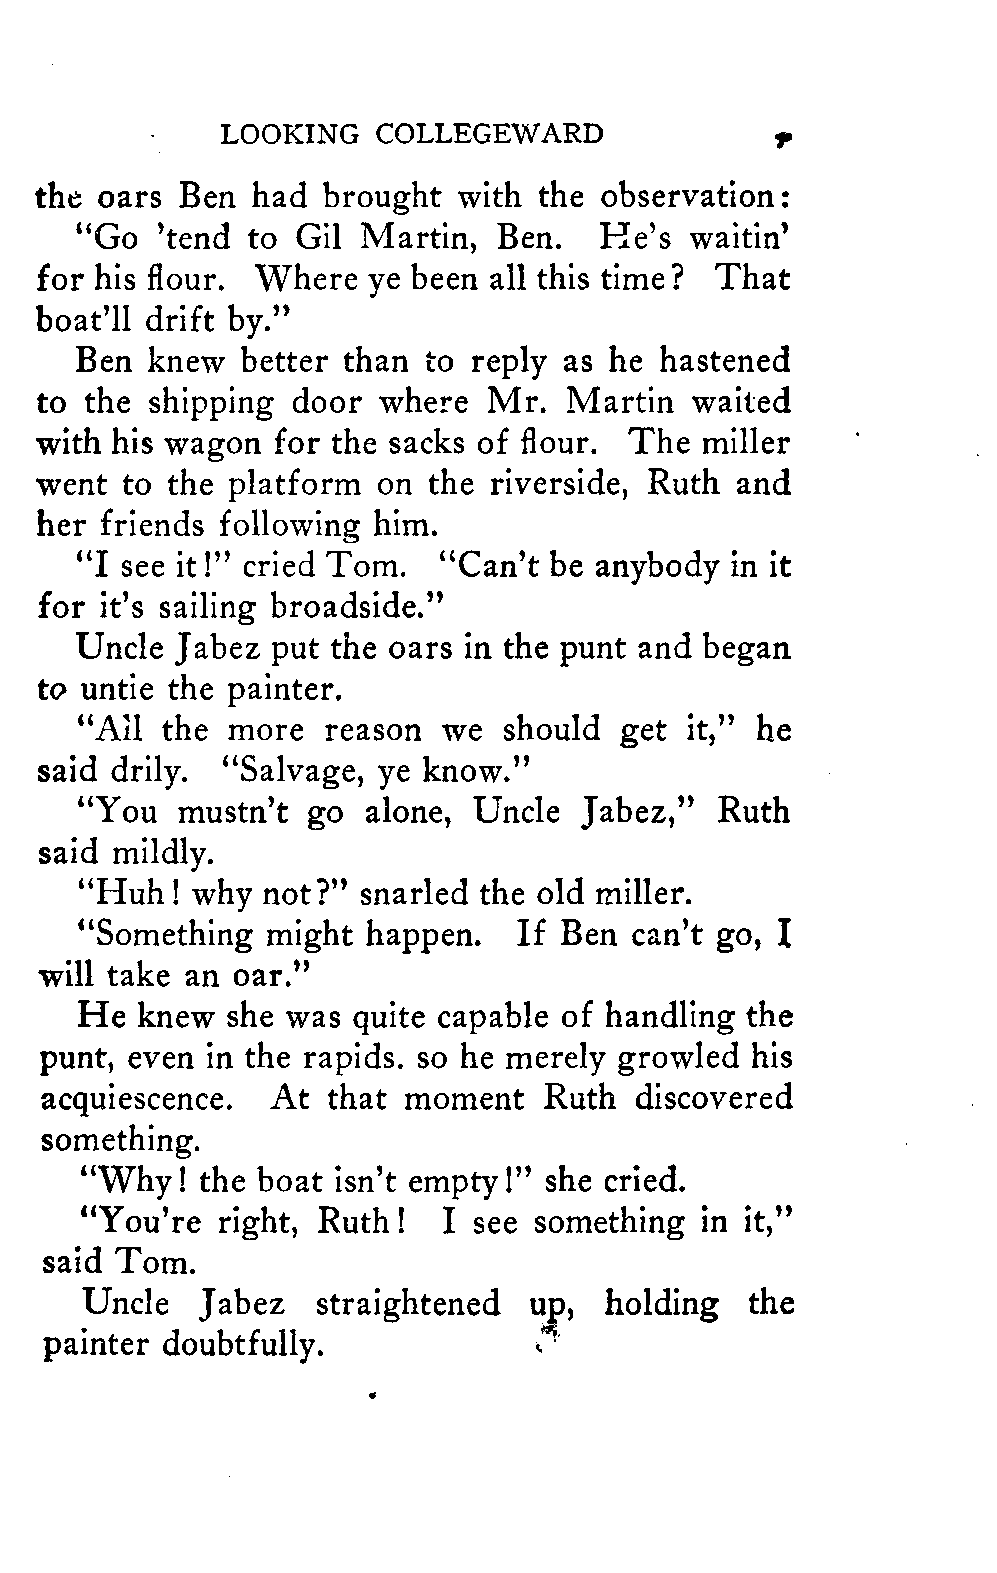 LOOKING COLLEGEWARD
the oars Ben had brought with the observation:
“Go ’tend to Gil Martin, Ben. He’s waitin’
for his flour. Where ye been all this time? That
boat’ll drift by.”
Ben knew better than to reply as he hastened
to the shipping door where Mr. Martin waited
with his wagon for the sacks of flour. The miller
went to the platform on the riverside, Ruth and
her friends following him.
“I see it!” cried Tom. “Can’t be anybody in it
for it’s sailing broadside.”
Uncle Jabez put the oars in the punt and began
to untie the painter.
“All the more reason we should get it,” he
said drily. “Salvage, ye know.”
“You mustn’t go alone, Uncle Jabez,” Ruth
said mildly.
“Huh! why not?” snarled the old miller.
“Something might happen. If Ben can’t go, I
will take an oar.”
He knew she was quite capable of handling the
punt, even in the rapids. so he merely growled his
acquiescence. At that moment Ruth discovered
something.
“Why! the boat isn’t empty!” she cried.
“You’re right, Ruth! I see something in it,”
said Tom.
Uncle Jabez straightened up, holding the
painter doubtfully.